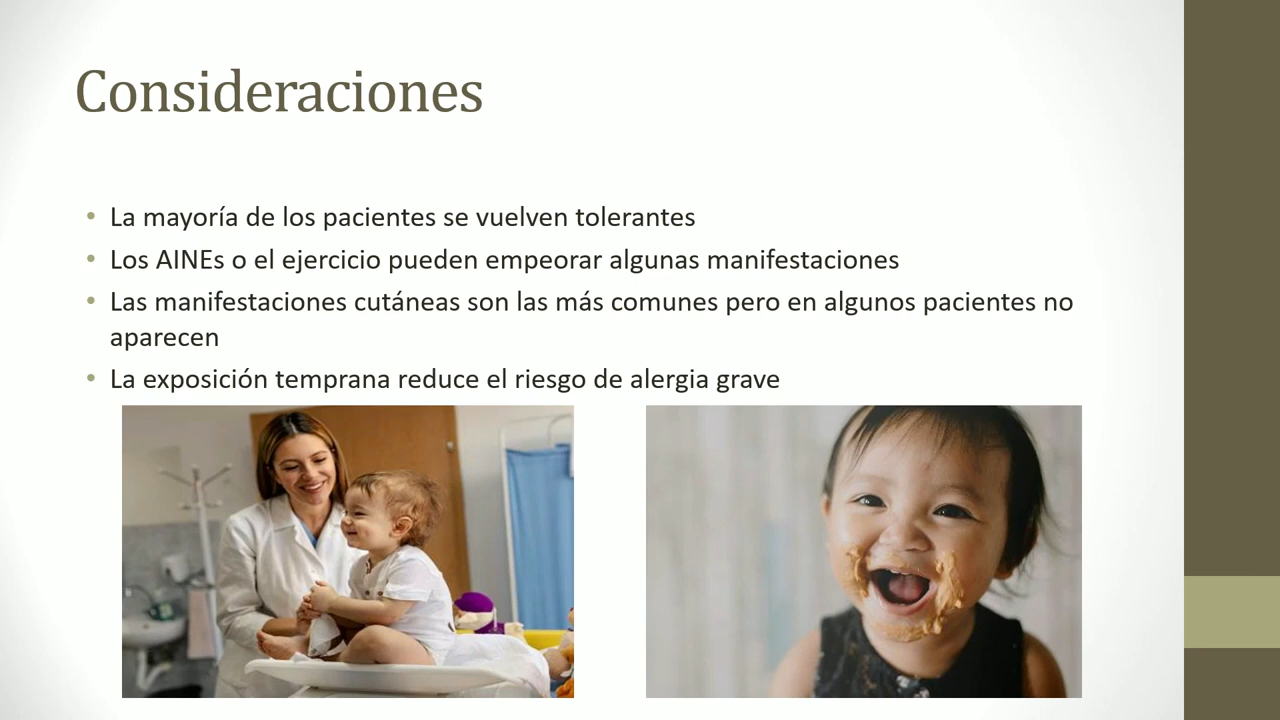 Consideraciones
• La mayoría de los pacientes se vuelven tolerantes
• Los AINEs o el ejercicio pueden empeorar algunas manifestaciones
• Las manifestaciones cutáneas son las más comunes pero en algunos pacientes no
aparecen
• La exposición temprana reduce el riesgo de alergia grave